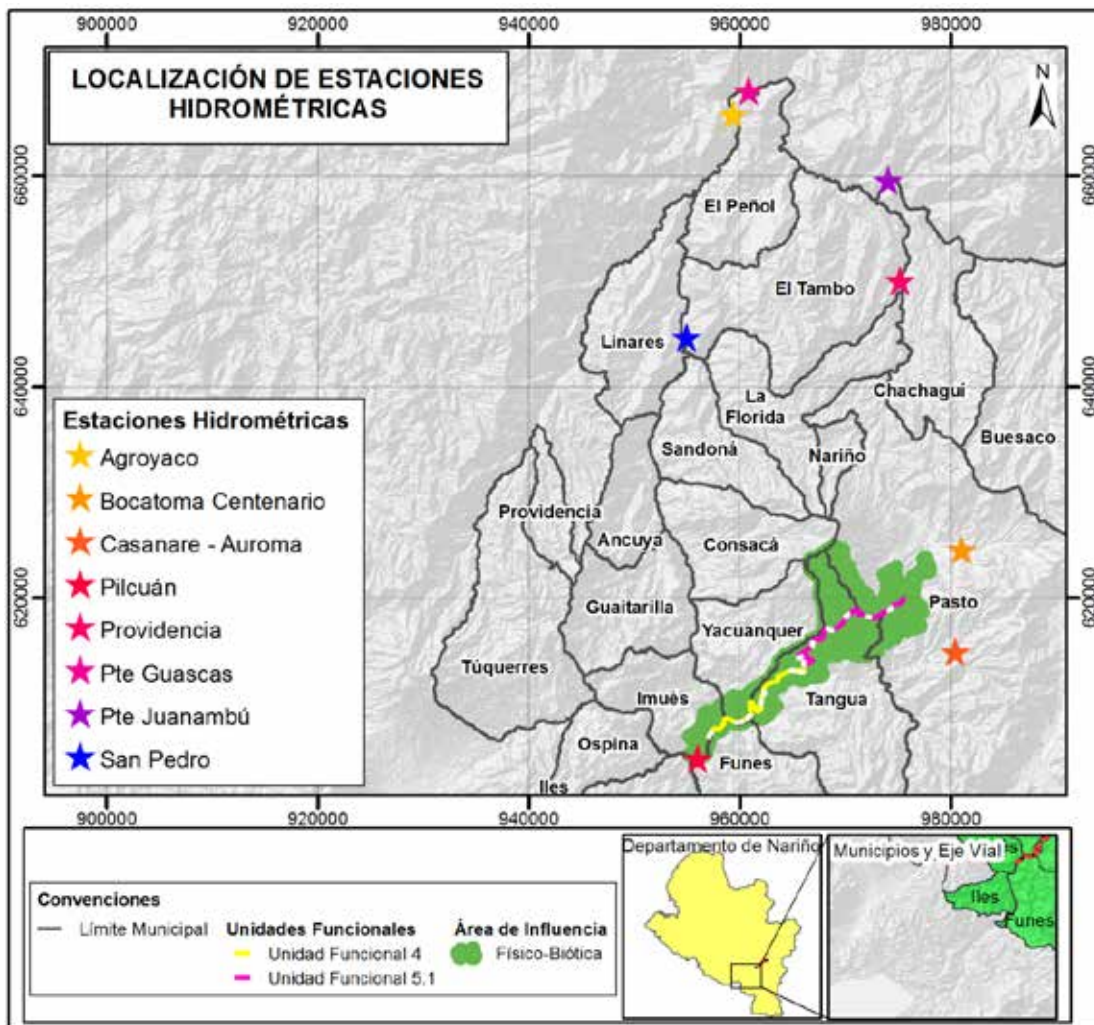 900000 920000 940000 960000 980000
LOCALIZACIÓN DE ESTACIONES
HIDROMÉTRICAS
N
660000 660000
El Peñol
El Tambo
Linares
640000 640000
La
Florida
Chachagui
Buesaco
Sandoná
Nariño
Providencia
Ancuya
Consacá
620000 620000
Guaitarilla
Yacuanquer
Pasto
Túquerres
Imués
Tangua
Ospina
Funes
Iles
Estaciones Hidrométricas
Agroyaco
Bocatoma Centenario
Casanare - Auroma
Pilcuán
Providencia
Pte Guascas
Pte Juanambú
San Pedro
900000 920000 940000 960000 980000
Convenciones
Límite Municipal
Unidades Funcionales
Unidad Funcional 4
Unidad Funcional 5.1
Área de Influencia
Físico-Biótica
Departamento de Nariño
Municipios y Eje Vial
Iles
Funes